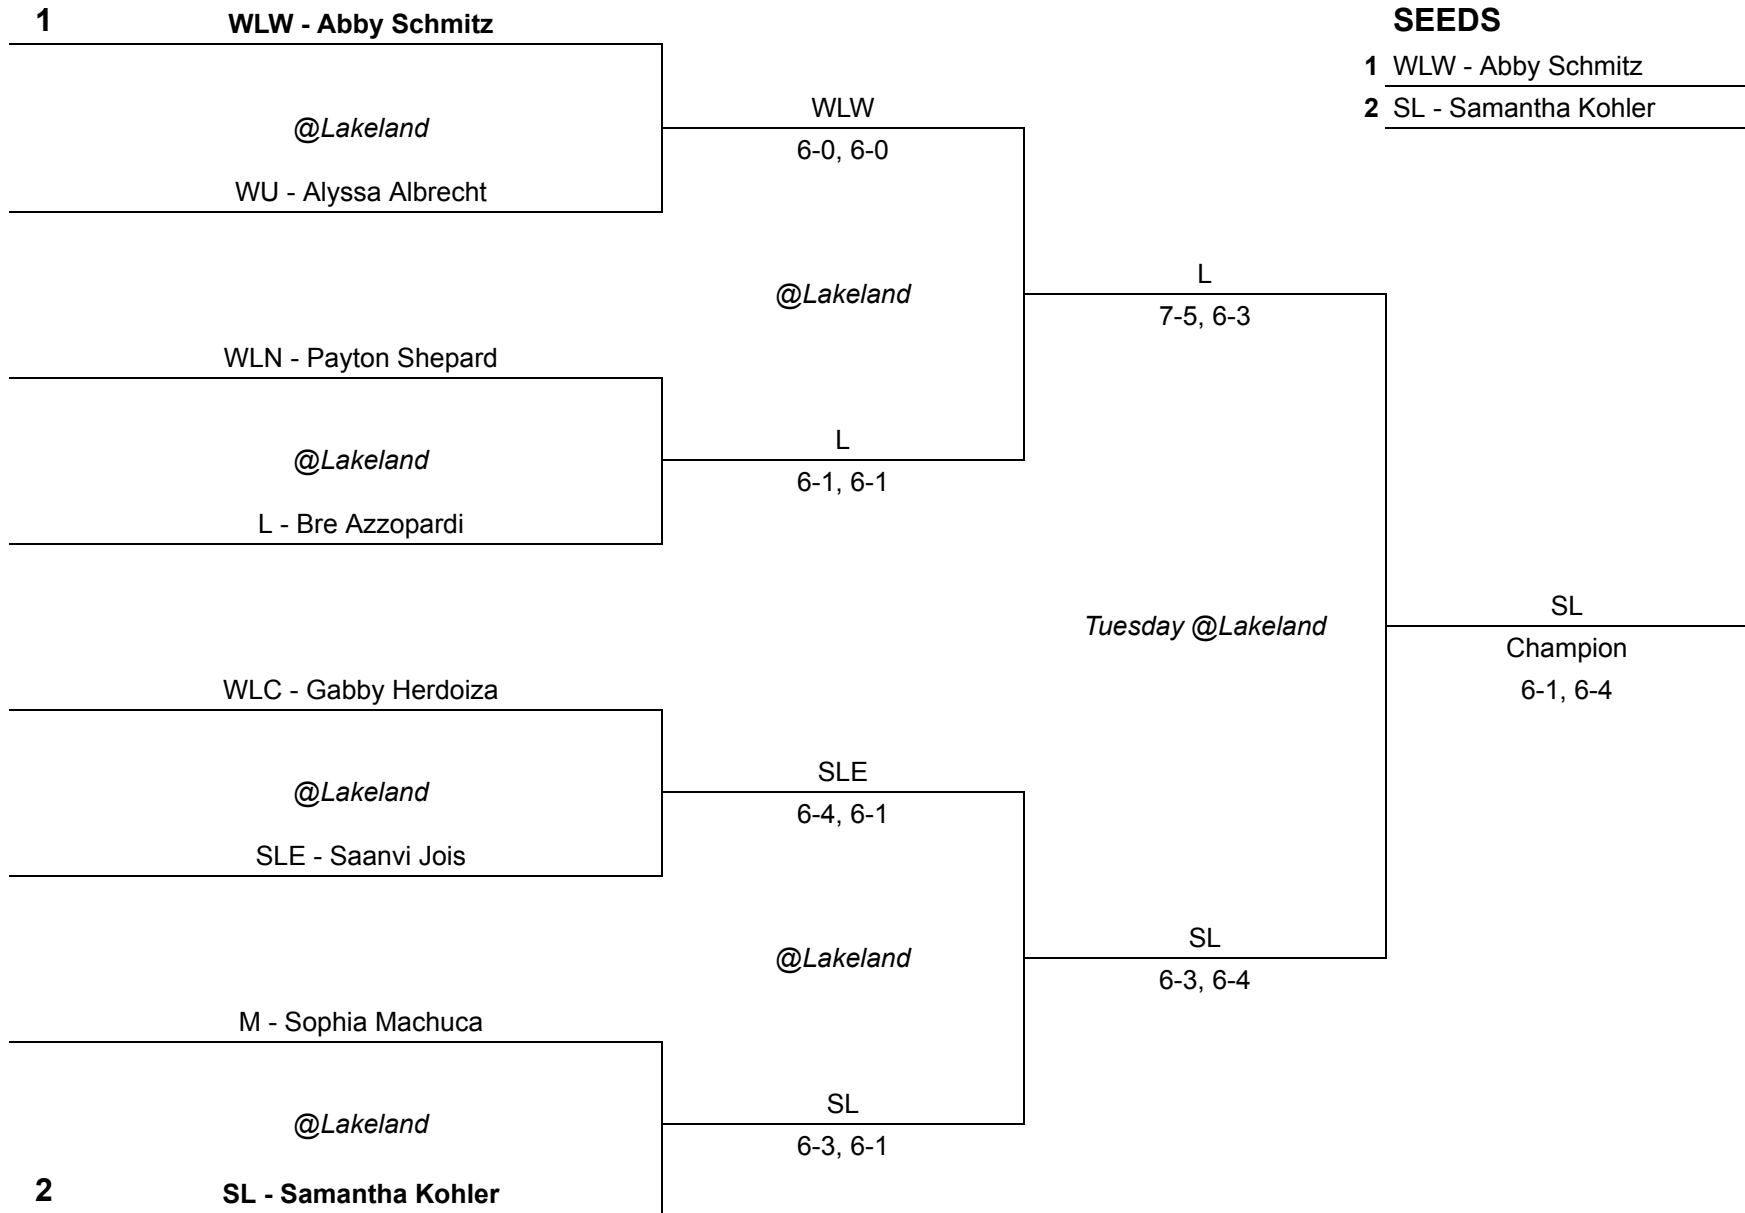 1 WLW - Abby Schmitz
SEEDS
1 WLW - Abby Schmitz
2 SL - Samantha Kohler
@Lakeland
WLW
6-0, 6-0
WU - Alyssa Albrecht
@Lakeland
L
7-5, 6-3
WLN - Payton Shepard
@Lakeland
L
6-1, 6-1
L - Bre Azzopardi
Tuesday @Lakeland
SL
Champion
6-1, 6-4
WLC - Gabby Herdoiza
@Lakeland
SLE
6-4, 6-1
SLE - Saanvi Jois
@Lakeland
SL
6-3, 6-4
M - Sophia Machuca
@Lakeland
SL
6-3, 6-1
2 SL - Samantha Kohler